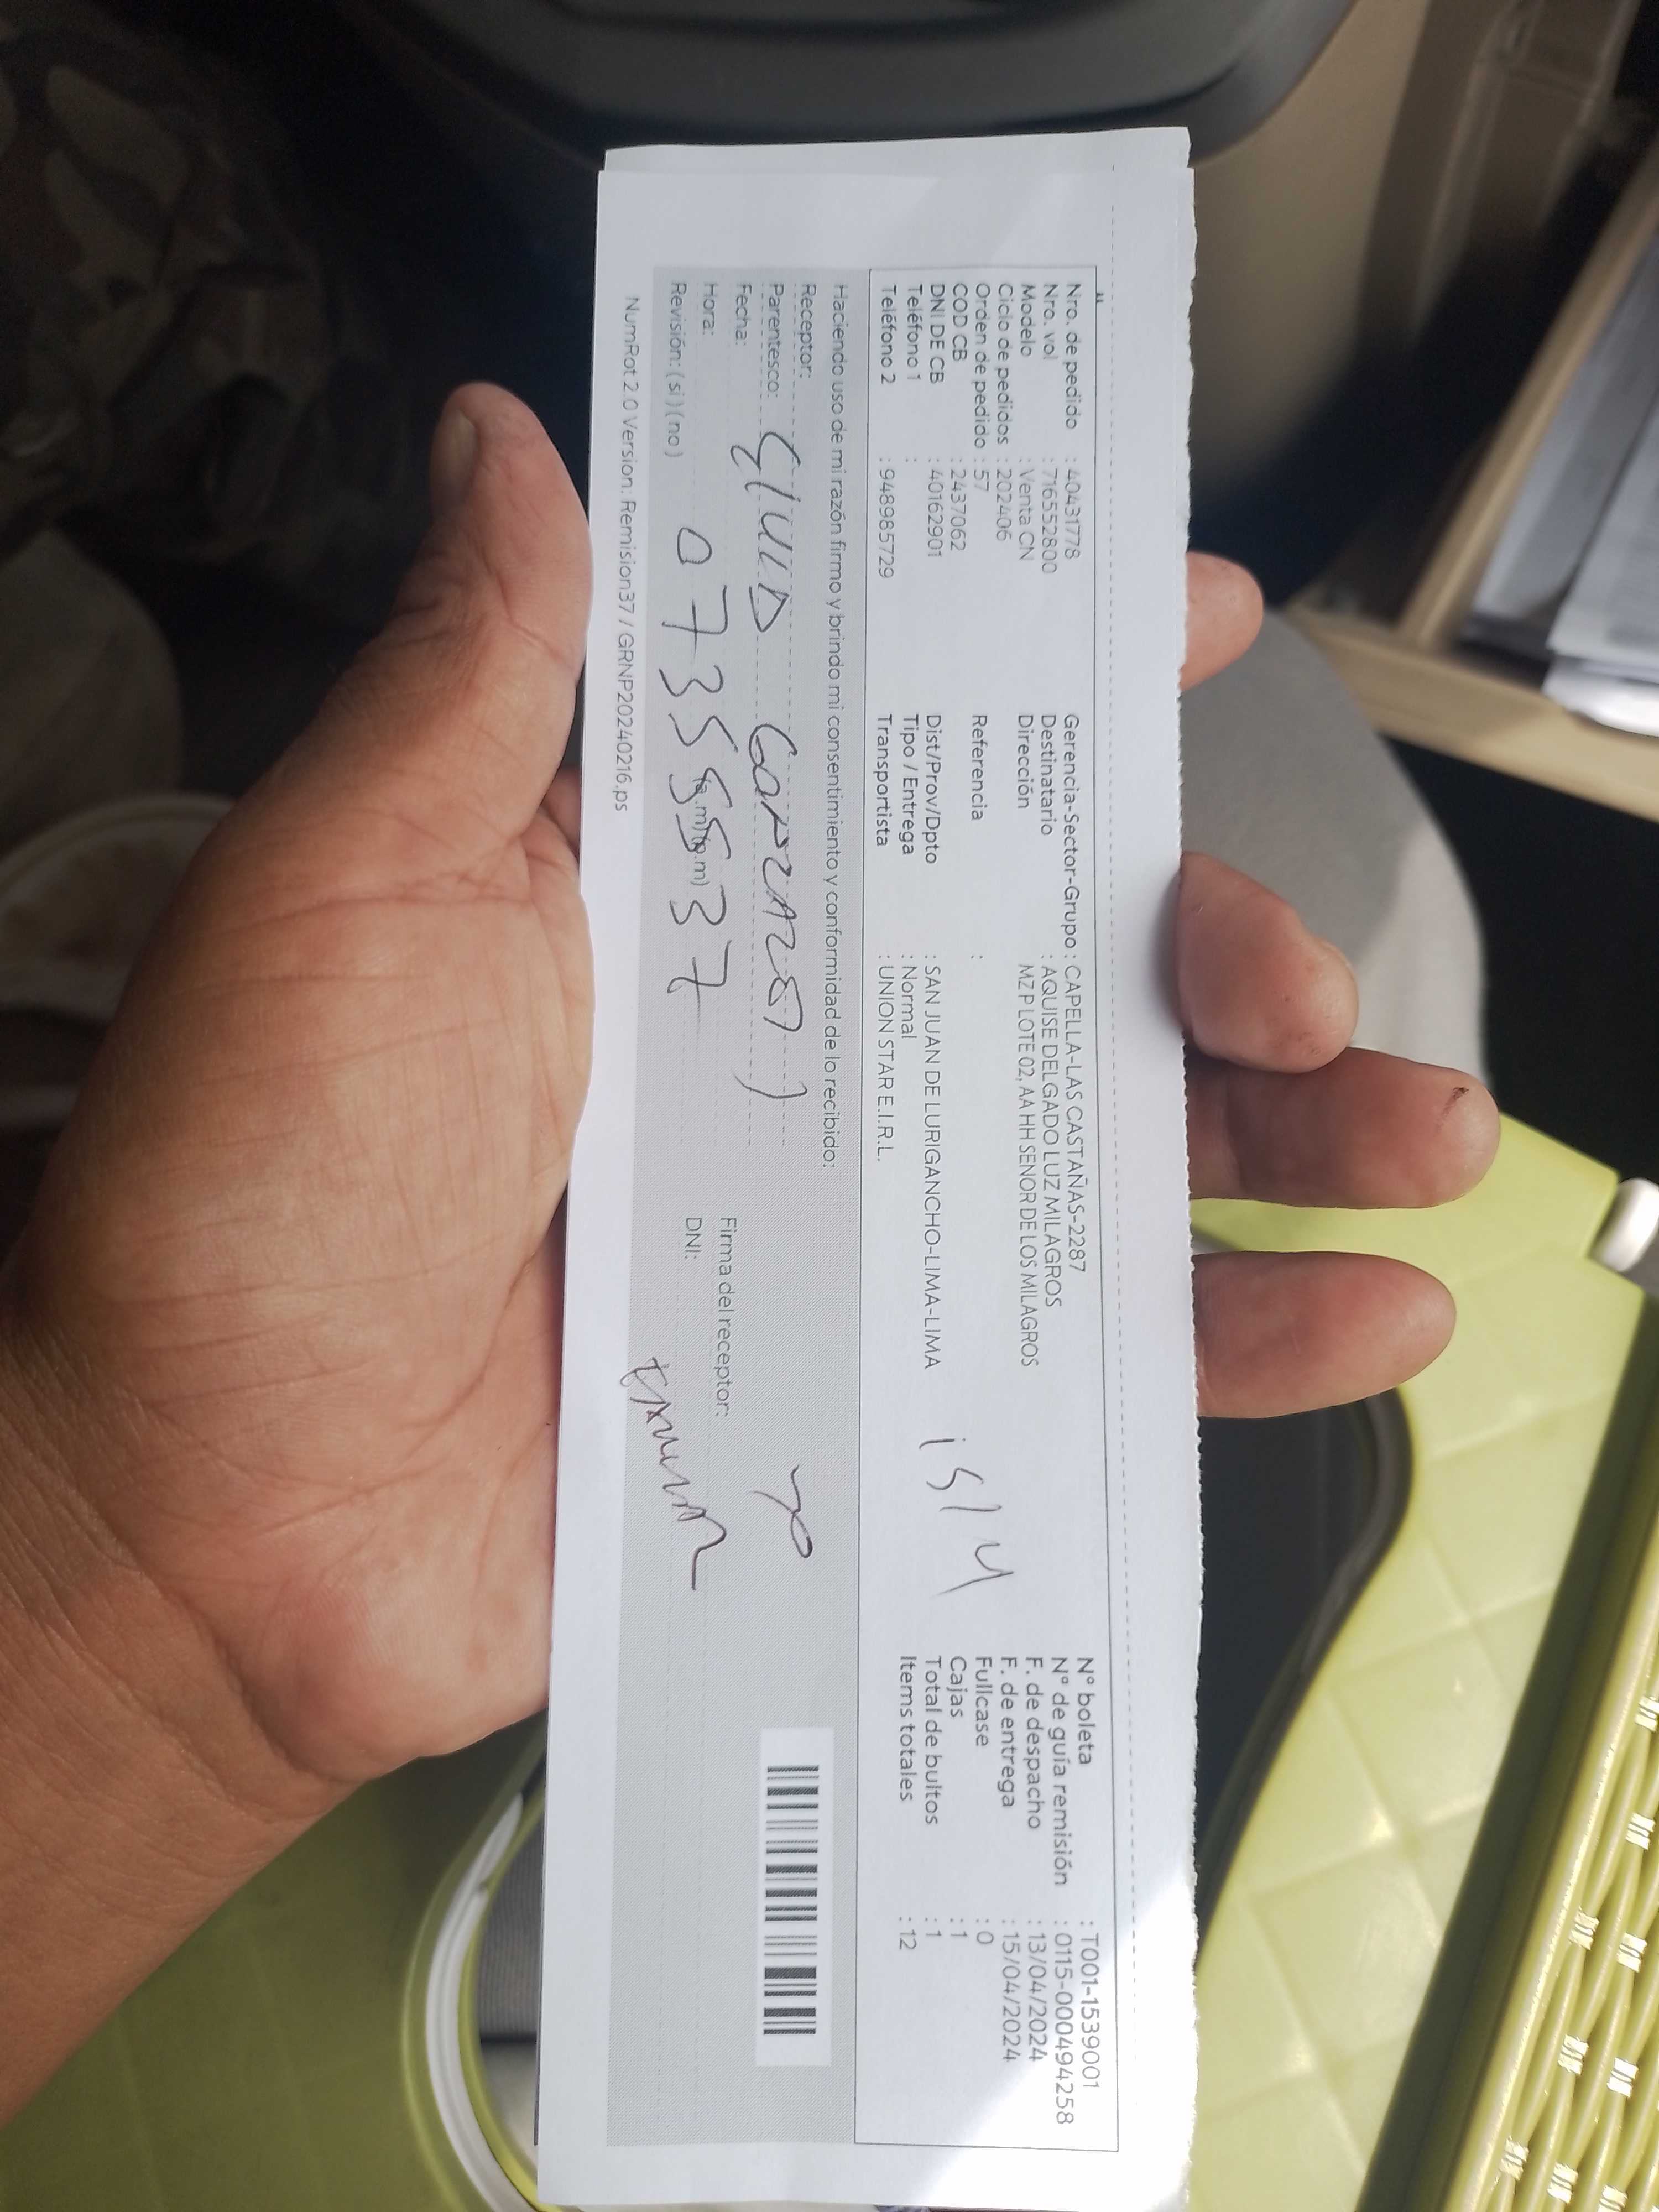 Nro. de pedido : 40431778
Nro. vol : 716552800
Modelo : Venta CN
Ciclo de pedidos : 202406
Orden de pedido : 57
COD CB : 2437062
DNI DE CB : 40162901
Teléfono 1 :
Teléfono 2 : 948985729
Gerencia-Sector-Grupo : CAPELLA-LAS CASTAÑAS-2287
Destinatario : AQUISE DELGADO LUZ MILAGROS
Dirección MZ P LOTE 02, AA HH SENOR DE LOS MILAGROS
Referencia :
Dist/Prov/Dpto : SAN JUAN DE LURIGANCHO-LIMA-LIMA
Tipo / Entrega : Normal
Transportista : UNION STAR E.I.R.L.
15/4
N° boleta : T001-1539001
N° de guía remisión : 0115-000494258
F. de despacho : 13/04/2024
F. de entrega : 15/04/2024
Fullcase : 0
Cajas : 1
Total de bultos : 1
Items totales : 12
Haciendo uso de mi razón firmo y brindo mi consentimiento y conformidad de lo recibido:
Receptor:
Parentesco:
Fecha:
Hora: (a.m)(p.m)
Revisión: (si) (no)
Firma del receptor:
DNI:
NumRot 2.0 Version: Remision37 / GRNP20240216.ps